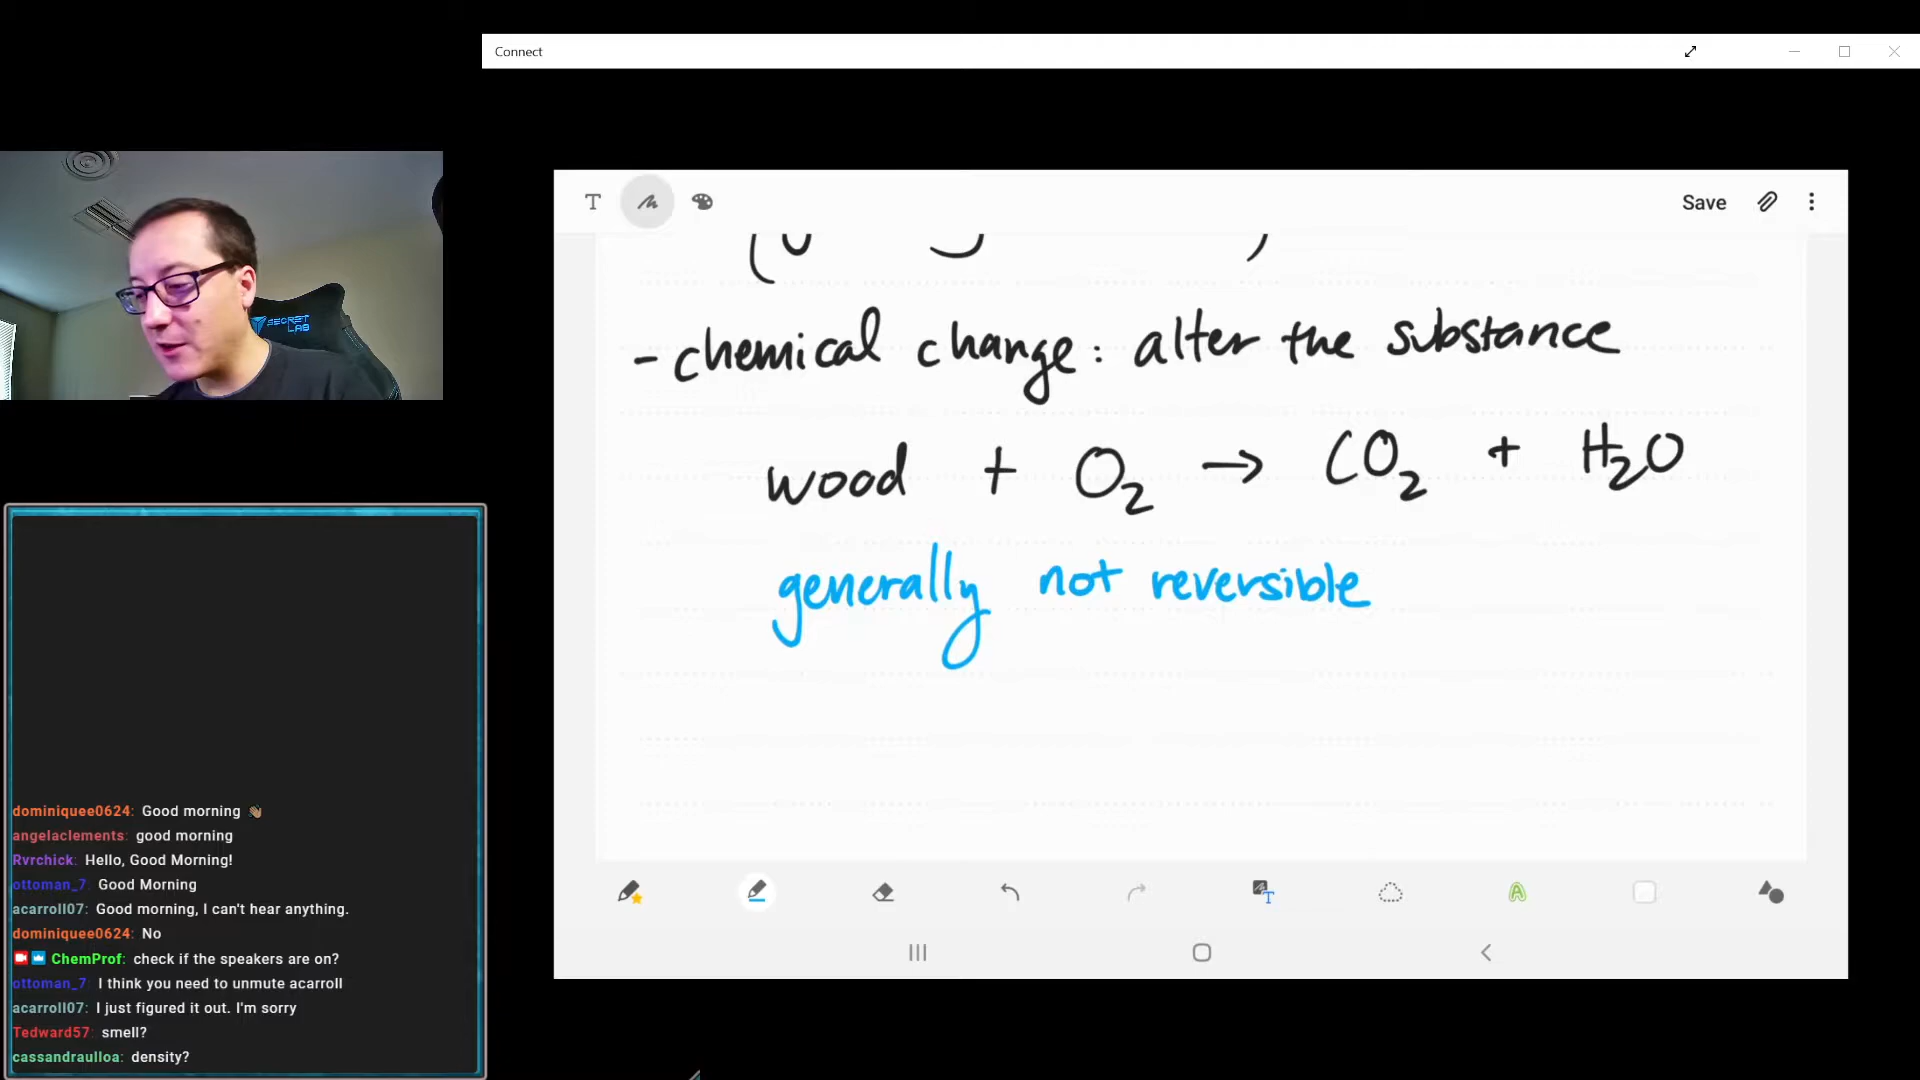 Connect
SECRET
LAB
T
Save
- chemical change: alter the substance
wood + O₂ → CO₂ + H₂O
generally not reversible
dominiquee0624: Good morning 👋🏽
angelaclements: good morning
Rvrchick: Hello, Good Morning!
ottoman_7: Good Morning
acarroll07: Good morning, I can't hear anything.
dominiquee0624: No
ChemProf: check if the speakers are on?
ottoman_7: I think you need to unmute acarroll
acarroll07: I just figured it out. I'm sorry
Tedward57: smell?
cassandraulloa: density?